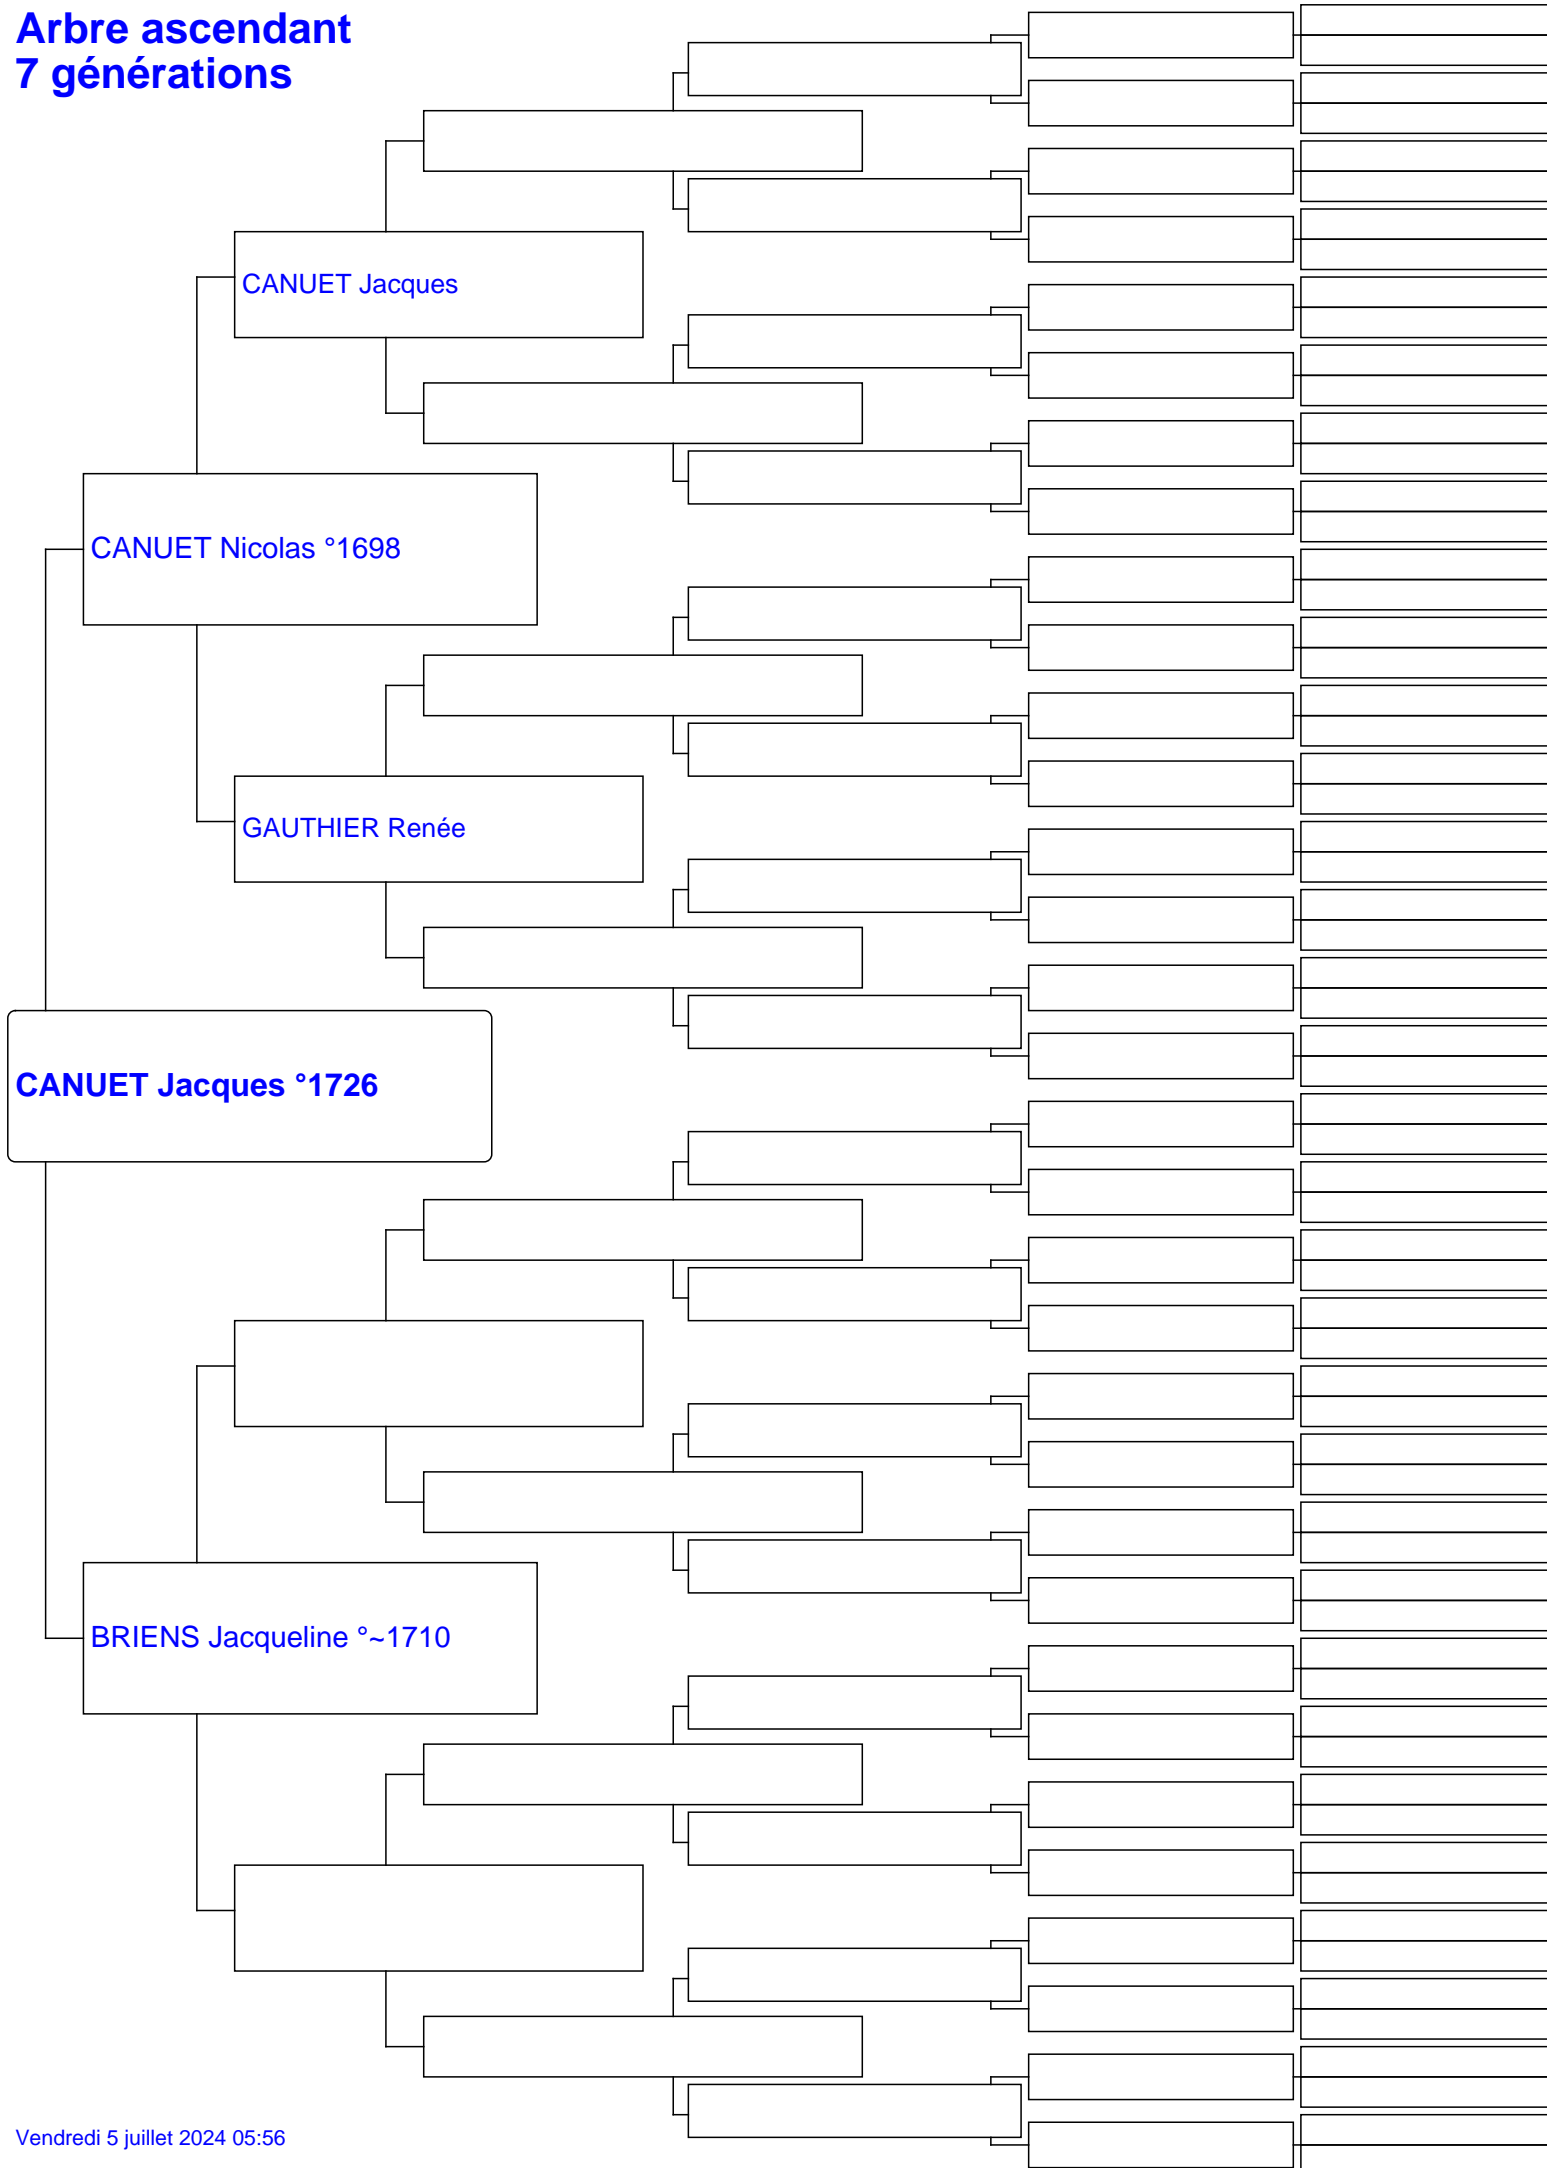 Arbre ascendant
7 générations
CANUET Jacques
CANUET Nicolas °1698
GAUTHIER Renée
CANUET Jacques °1726
BRIENS Jacqueline °~1710
Vendredi 5 juillet 2024 05:56